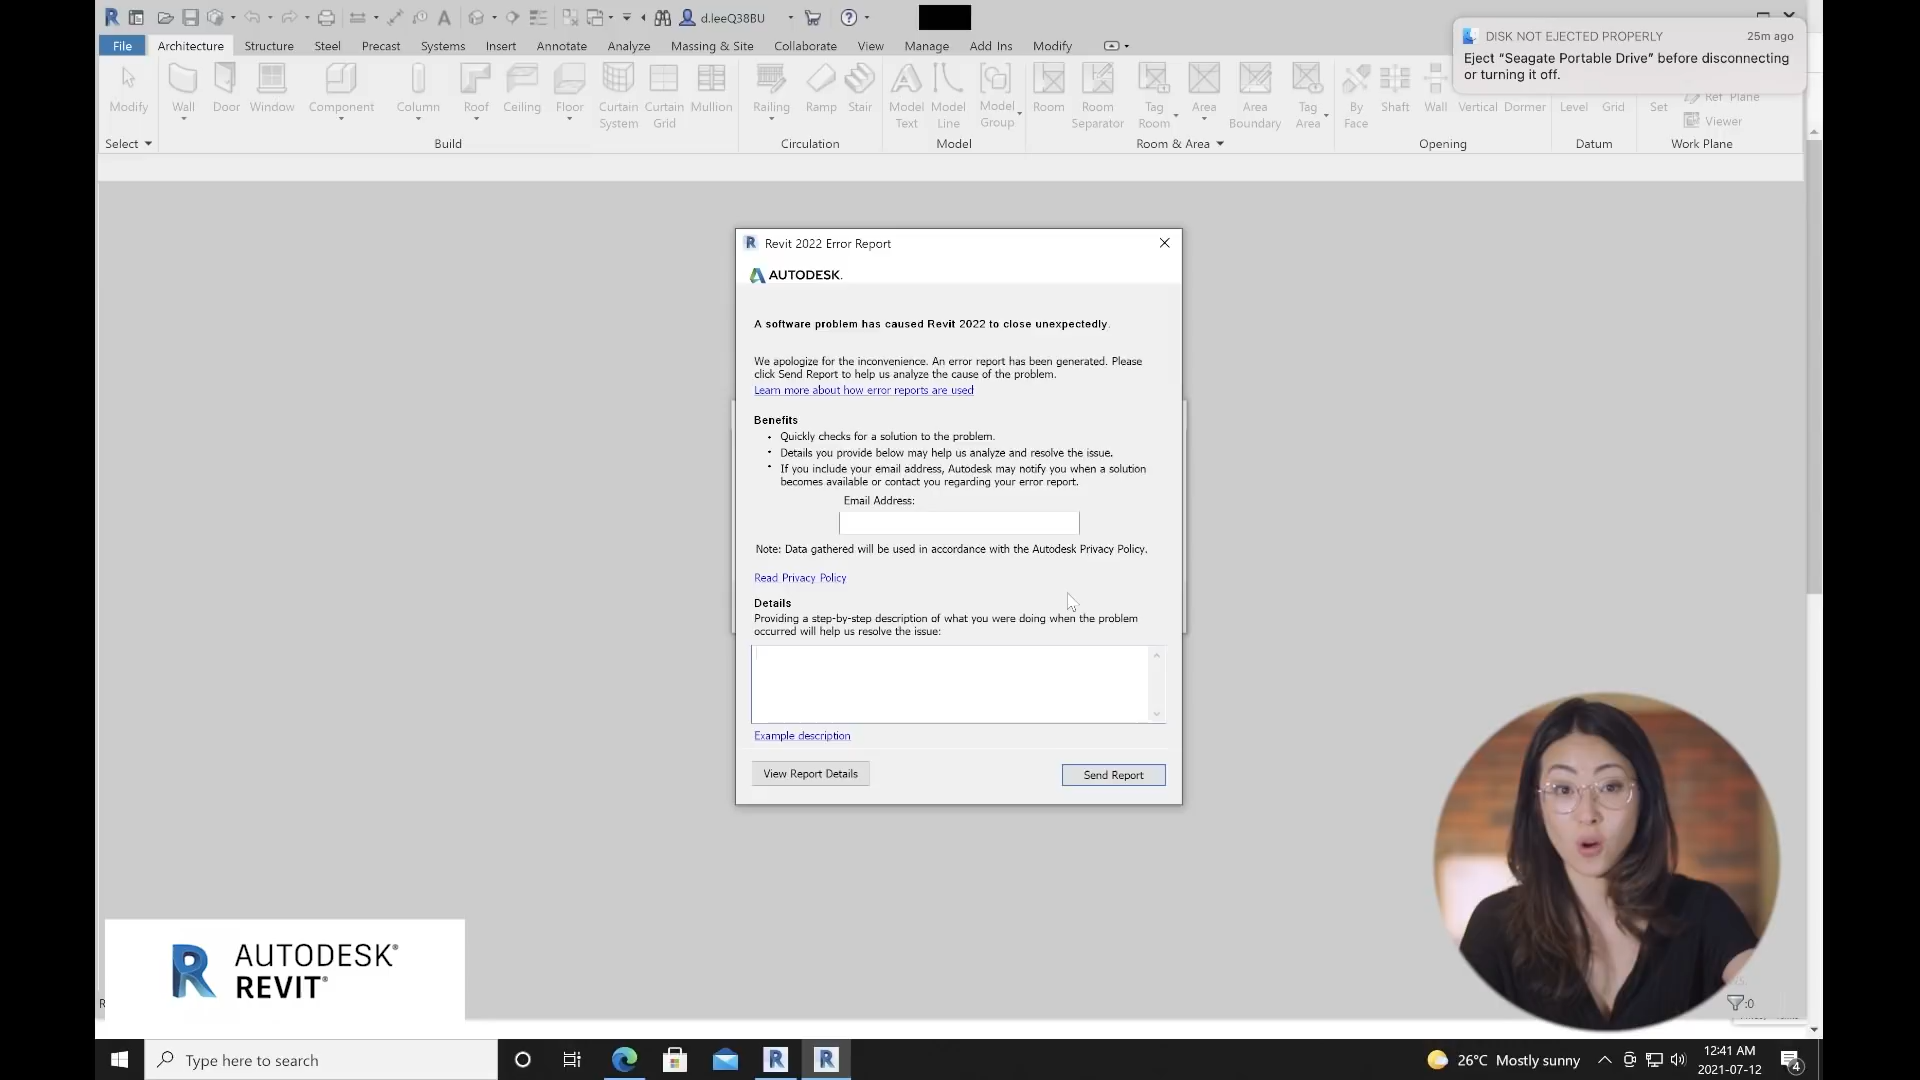 d.leeQ38BU
File Architecture Structure Steel Precast Systems Insert Annotate Analyze Massing & Site Collaborate View Manage Add Ins Modify
DISK NOT EJECTED PROPERLY 25m ago
Eject “Seagate Portable Drive” before disconnecting
or turning it off.
Modify Wall Door Window Component Column Roof Ceiling Floor Curtain System Curtain Grid Mullion Railing Ramp Stair Model Text Model Line Model Group Room Room Separator Tag Room Area Area Boundary Tag Area By Face Shaft Wall Vertical Dormer Level Grid Set Ref Plane
Viewer
Select Build Circulation Model Room & Area Opening Datum Work Plane
Revit 2022 Error Report
AUTODESK.
A software problem has caused Revit 2022 to close unexpectedly.
We apologize for the inconvenience. An error report has been generated. Please
click Send Report to help us analyze the cause of the problem.
Learn more about how error reports are used
Benefits
• Quickly checks for a solution to the problem.
• Details you provide below may help us analyze and resolve the issue.
• If you include your email address, Autodesk may notify you when a solution
becomes available or contact you regarding your error report.
Email Address:
Note: Data gathered will be used in accordance with the Autodesk Privacy Policy.
Read Privacy Policy
Details
Providing a step-by-step description of what you were doing when the problem
occurred will help us resolve the issue:
Example description
View Report Details Send Report
R AUTODESK®
REVIT®
:0
Type here to search
26°C Mostly sunny
12:41 AM
2021-07-12
4